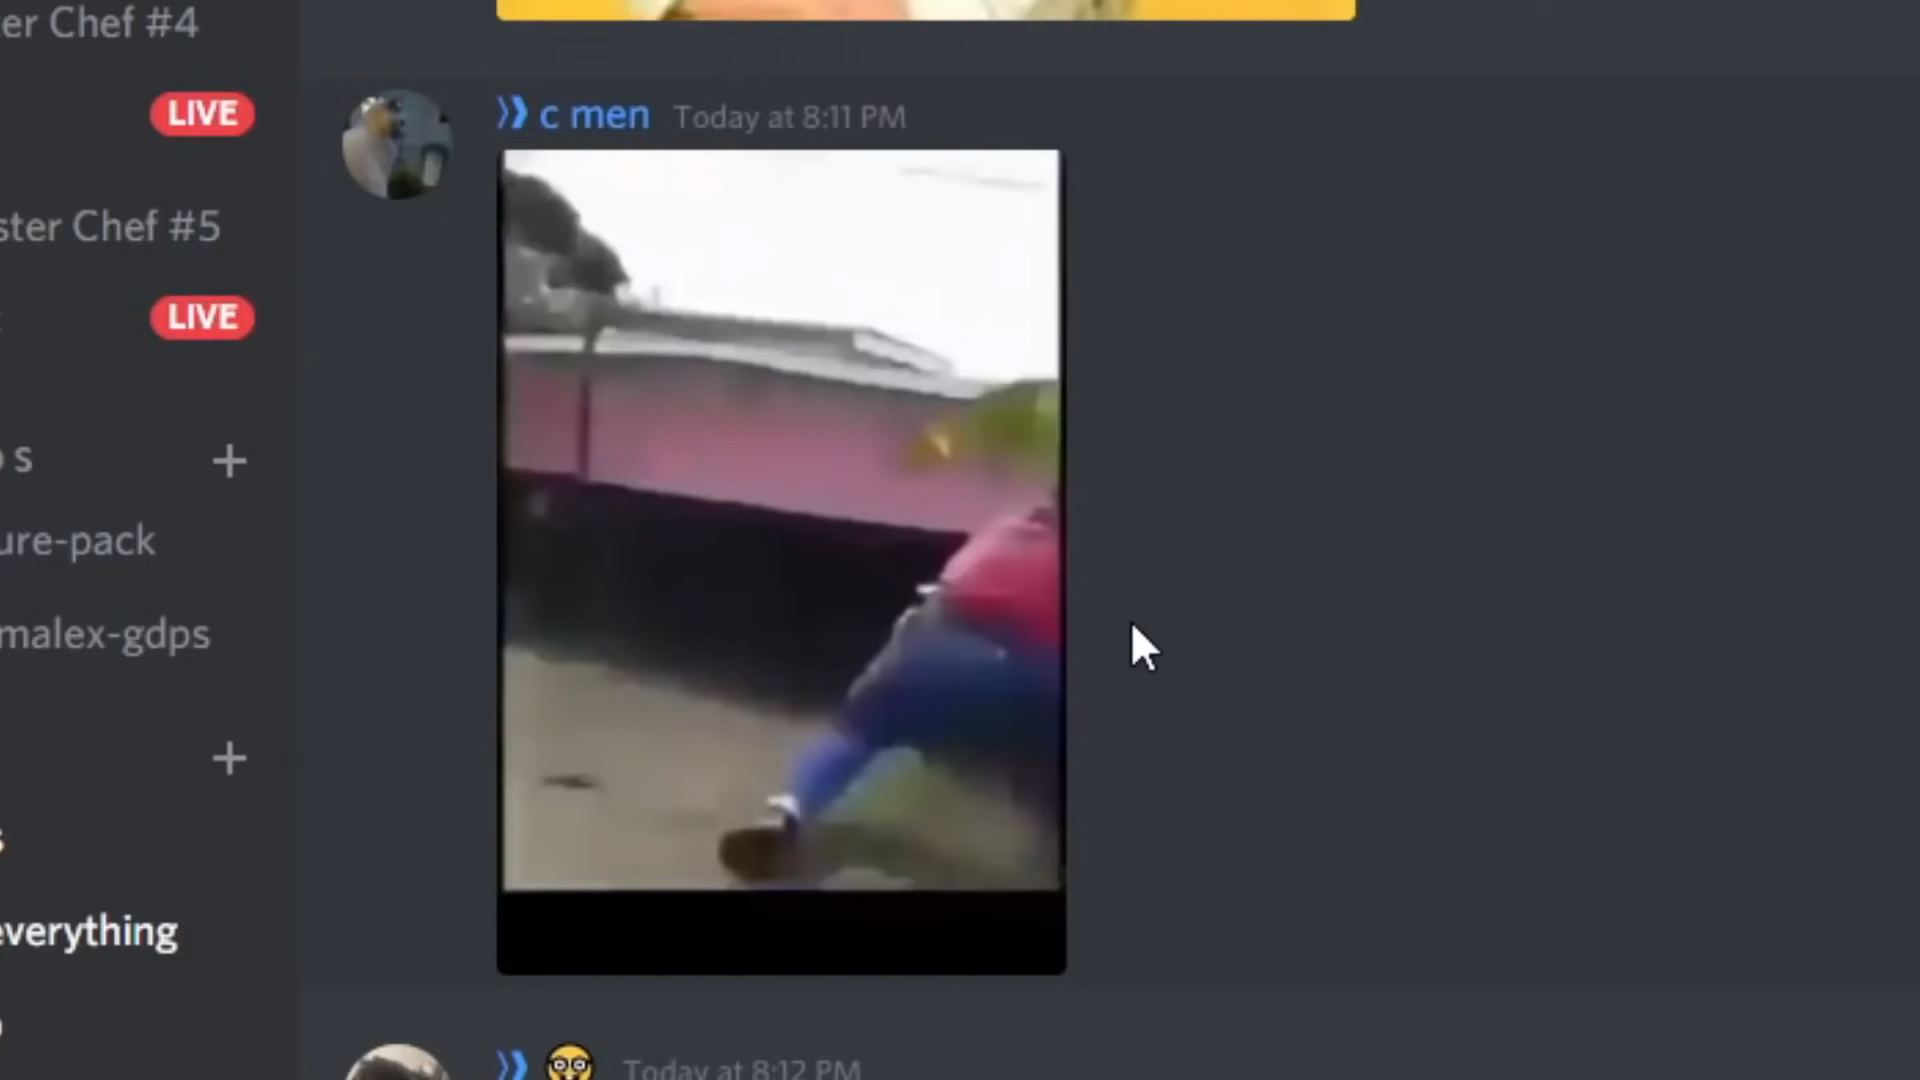 er Chef #4
LIVE
ster Chef #5
LIVE
s
ure-pack
malex-gdps
everything
c men Today at 8:11 PM
Today at 8:12 PM